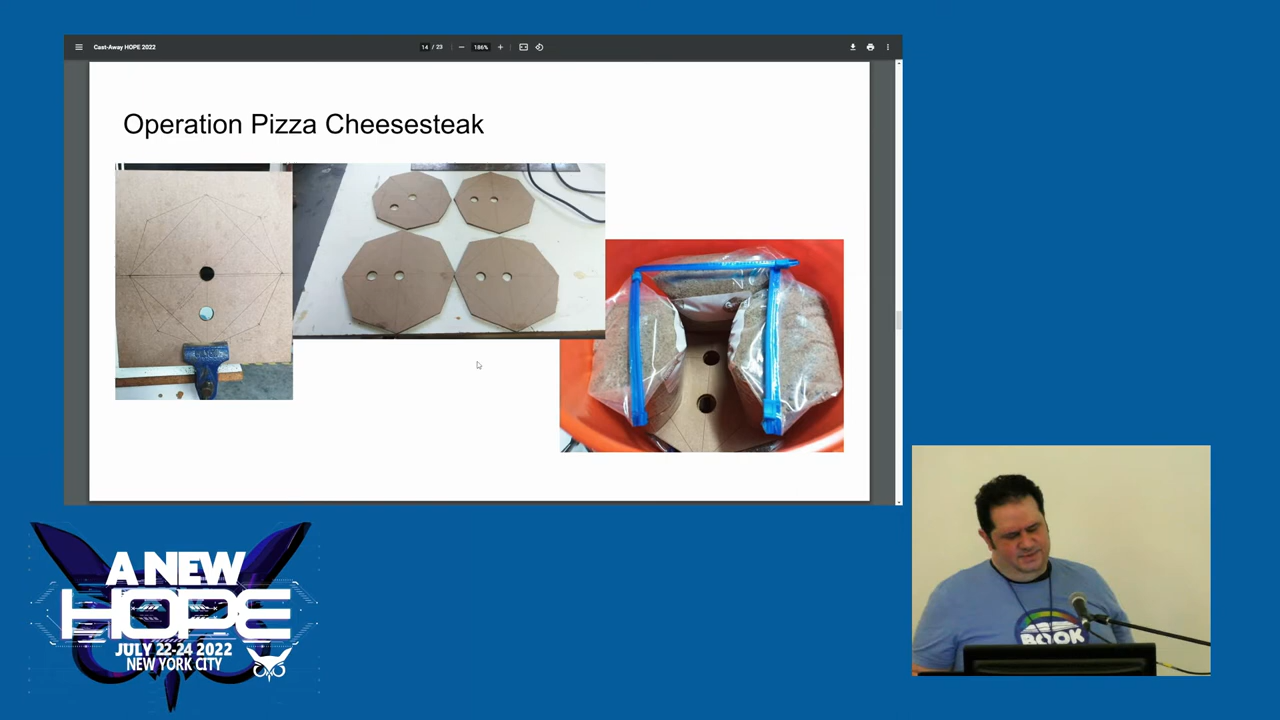 Cast-Away HOPE 2022
14 / 23
186%
Operation Pizza Cheesesteak
A NEW
HOPE
JULY 22-24 2022
NEW YORK CITY
BOOK